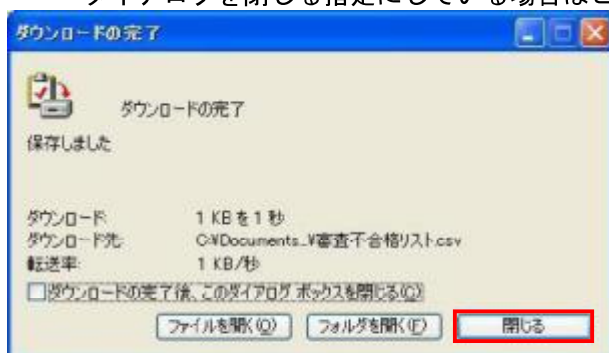 ダイアログを閉じる指定にしている場合はこ
ダウンロードの完了
ダウンロードの完了
保存しました
ダウンロード: 1 KB を 1 秒
ダウンロード先: C:¥Documents...¥審査不合格リスト.csv
転送率: 1 KB/秒
ダウンロードの完了後、このダイアログ ボックスを閉じる(C)
ファイルを開く(O) フォルダを開く(F) 閉じる